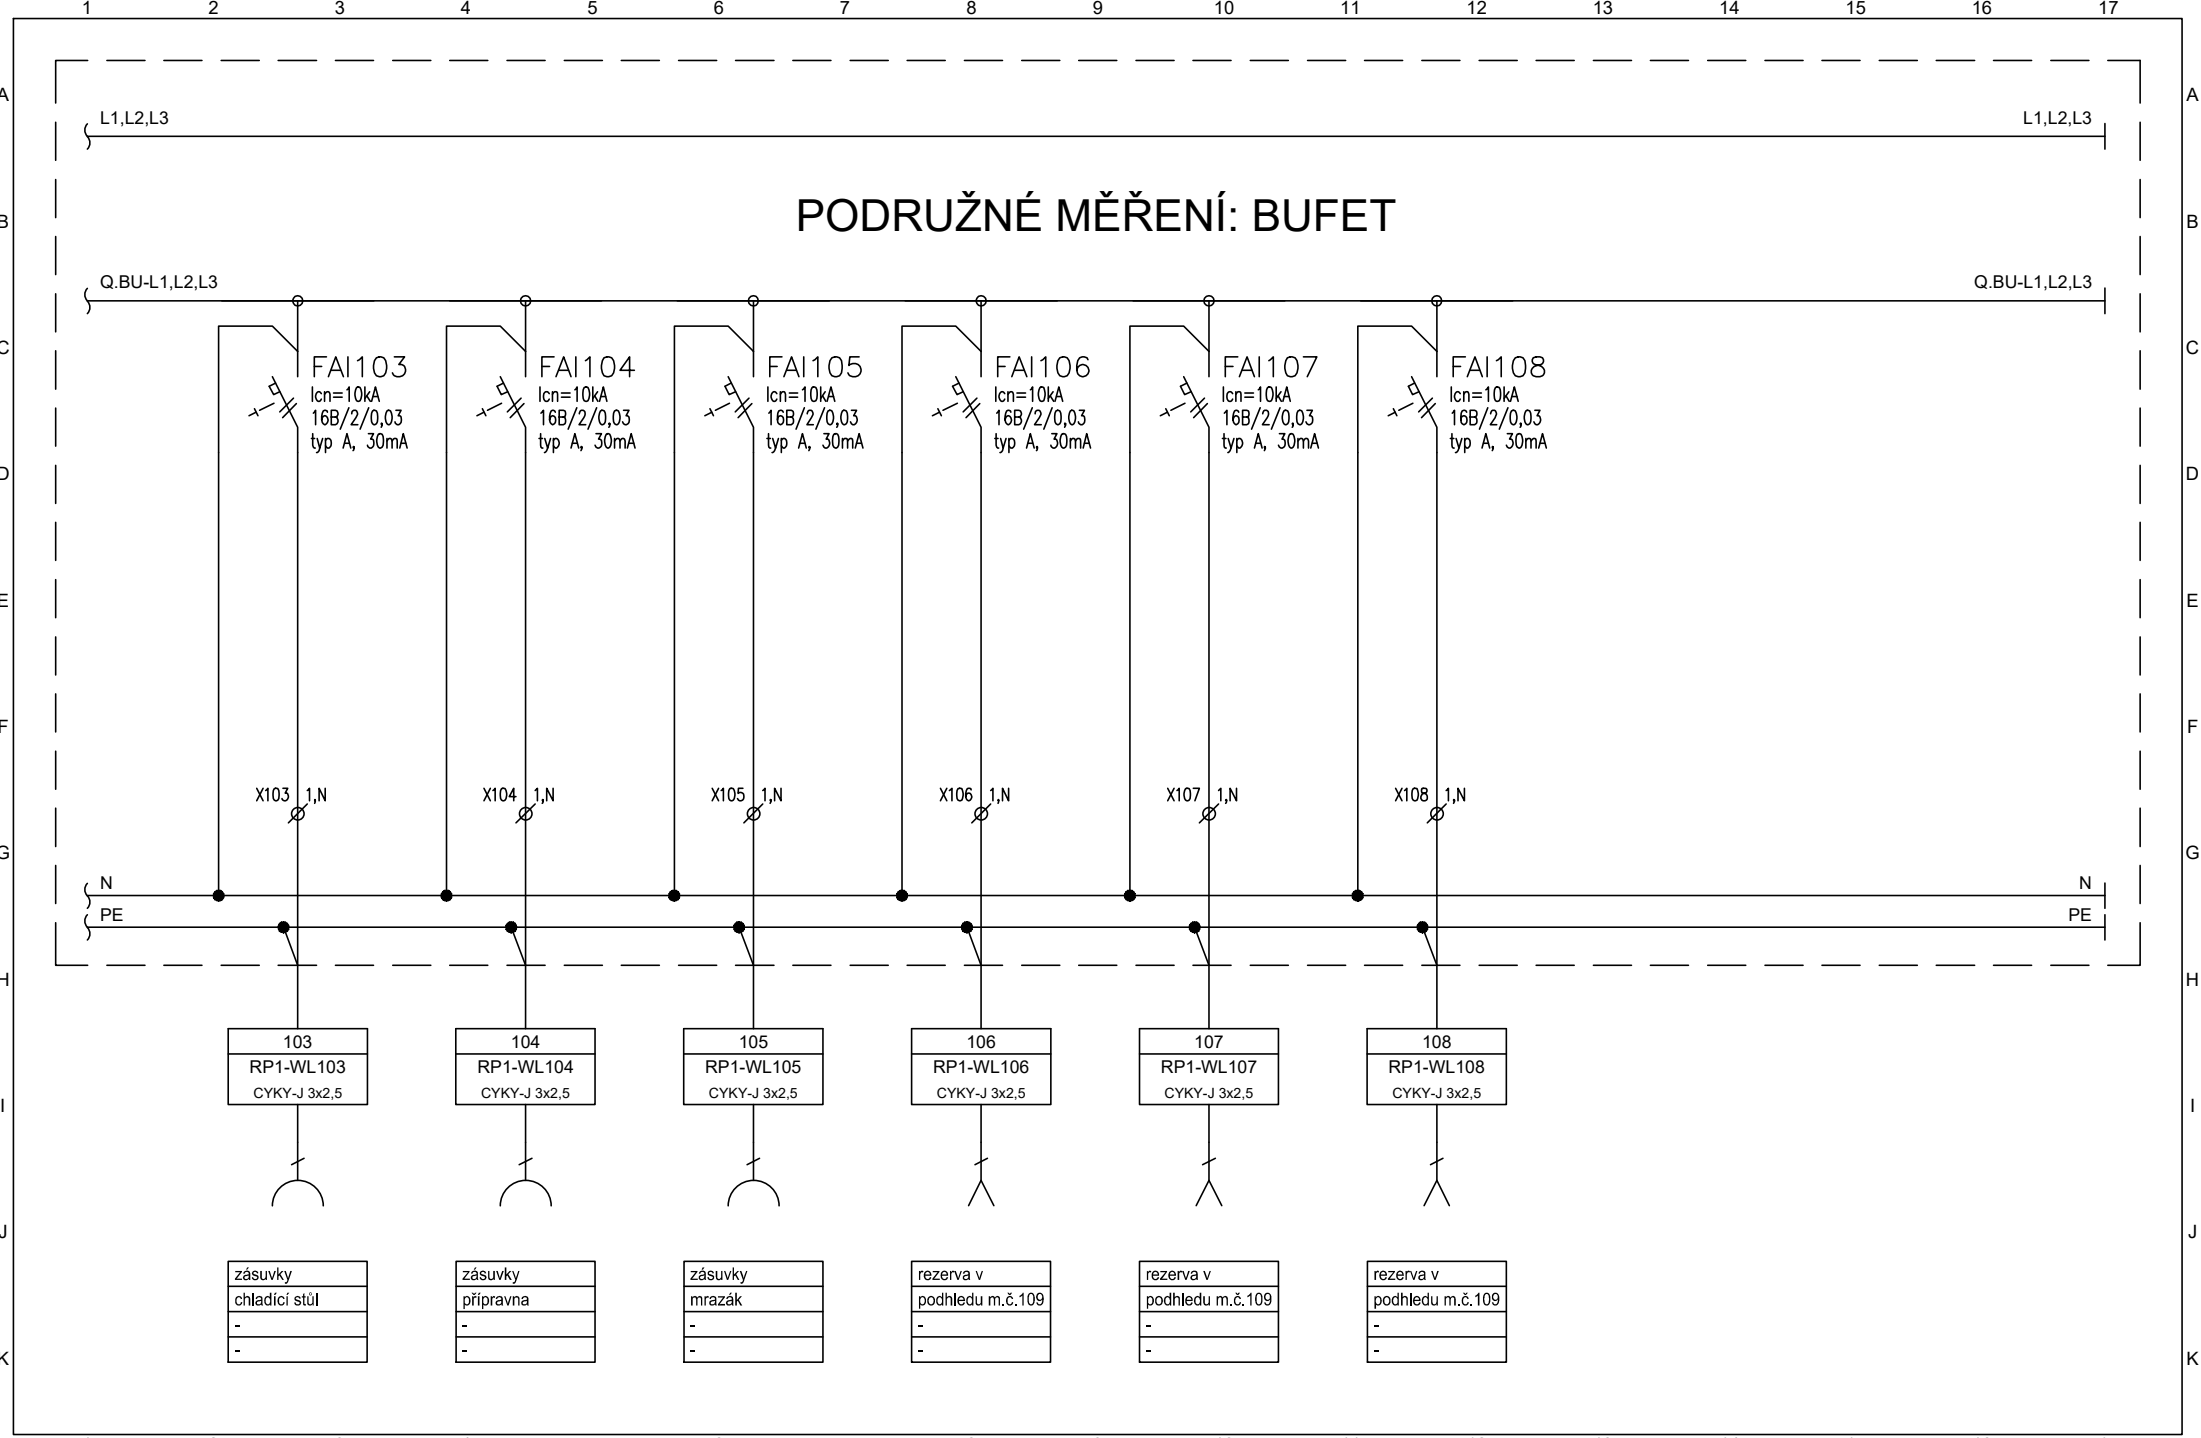 1 2 3 4 5 6 7 8 9 10 11 12 13 14 15 16 17
A A
L1,L2,L3 L1,L2,L3
PODRUŽNÉ MĚŘENÍ: BUFET
B B
Q.BU-L1,L2,L3 Q.BU-L1,L2,L3
C C
FAI103 FAI104 FAI105 FAI106 FAI107 FAI108
Icn=10kA Icn=10kA Icn=10kA Icn=10kA Icn=10kA Icn=10kA
16B/2/0,03 16B/2/0,03 16B/2/0,03 16B/2/0,03 16B/2/0,03 16B/2/0,03
typ A, 30mA typ A, 30mA typ A, 30mA typ A, 30mA typ A, 30mA typ A, 30mA
D D
E E
F F
X103 1,N X104 1,N X105 1,N X106 1,N X107 1,N X108 1,N
G G
N N
PE PE
H H
103 104 105 106 107 108
RP1-WL103 RP1-WL104 RP1-WL105 RP1-WL106 RP1-WL107 RP1-WL108
CYKY-J 3x2,5 CYKY-J 3x2,5 CYKY-J 3x2,5 CYKY-J 3x2,5 CYKY-J 3x2,5 CYKY-J 3x2,5
I I
J J
zásuvky zásuvky zásuvky rezerva v rezerva v rezerva v
chladící stůl přípravna mrazák podhledu m.č.109 podhledu m.č.109 podhledu m.č.109
- - - - - -
- - - - - -
K K